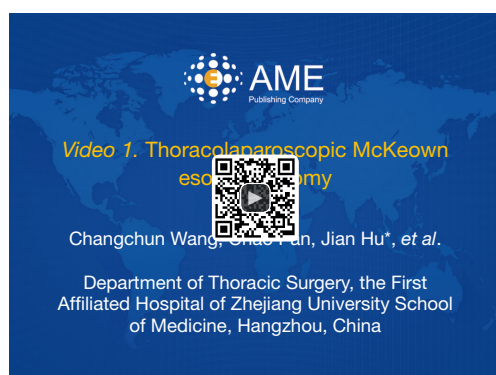 AME
Publishing Company
Video 1. Thoracolaparoscopic McKeown
Changchun Wang, Jian Hu*, et al.
Department of Thoracic Surgery, the First
Affiliated Hospital of Zhejiang University School
of Medicine, Hangzhou, China